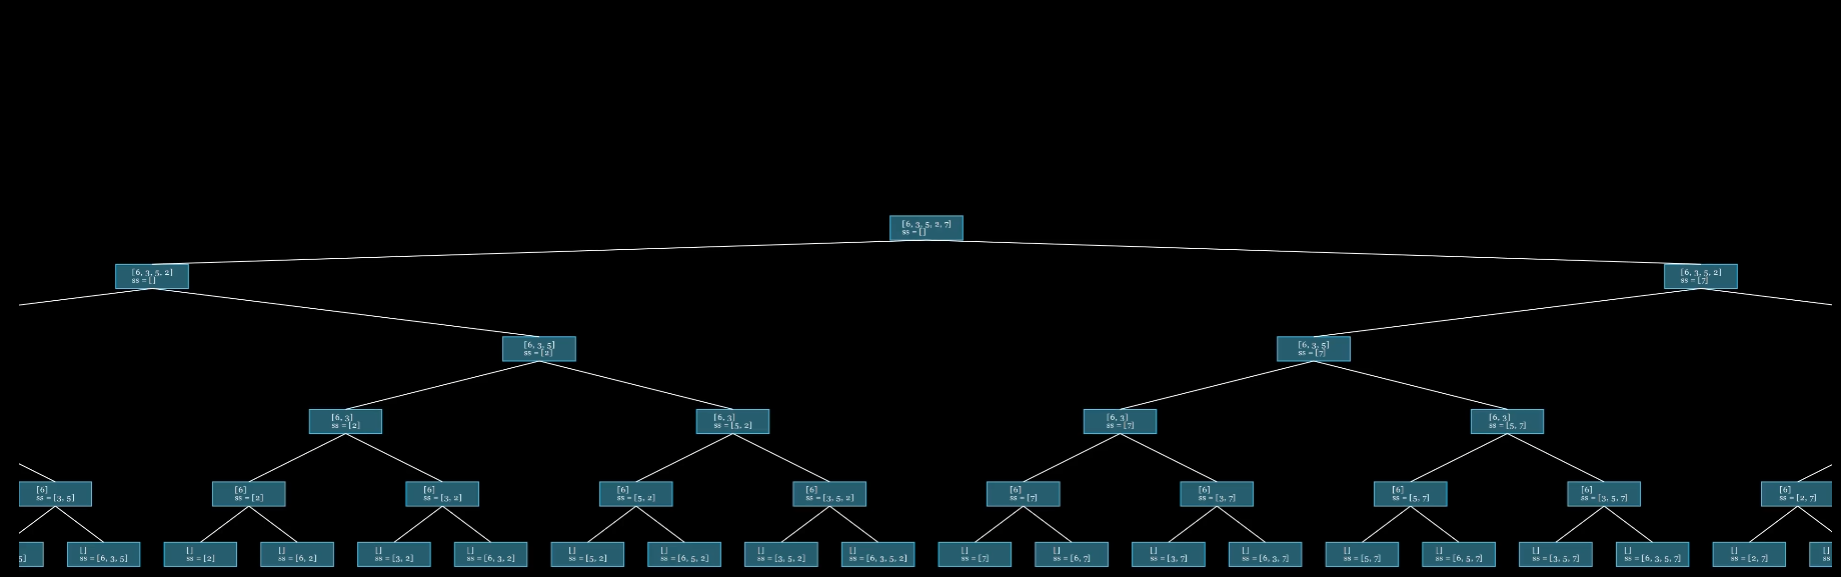 [6, 3, 5, 2, 7]
ss = []
[6, 3, 5, 2]
ss = []
[6, 3, 5, 2]
ss = [7]
[6, 3, 5]
ss = [2]
[6, 3, 5]
ss = [7]
[6, 3]
ss = [2]
[6, 3]
ss = [5, 2]
[6, 3]
ss = [7]
[6, 3]
ss = [5, 7]
[6]
ss = [3, 5]
[6]
ss = [2]
[6]
ss = [3, 2]
[6]
ss = [5, 2]
[6]
ss = [3, 5, 2]
[6]
ss = [7]
[6]
ss = [3, 7]
[6]
ss = [5, 7]
[6]
ss = [3, 5, 7]
[6]
ss = [2, 7]
5]
[]
ss = [6, 3, 5]
[]
ss = [2]
[]
ss = [6, 2]
[]
ss = [3, 2]
[]
ss = [6, 3, 2]
[]
ss = [5, 2]
[]
ss = [6, 5, 2]
[]
ss = [3, 5, 2]
[]
ss = [6, 3, 5, 2]
[]
ss = [7]
[]
ss = [6, 7]
[]
ss = [3, 7]
[]
ss = [6, 3, 7]
[]
ss = [5, 7]
[]
ss = [6, 5, 7]
[]
ss = [3, 5, 7]
[]
ss = [6, 3, 5, 7]
[]
ss = [2, 7]
[]
ss